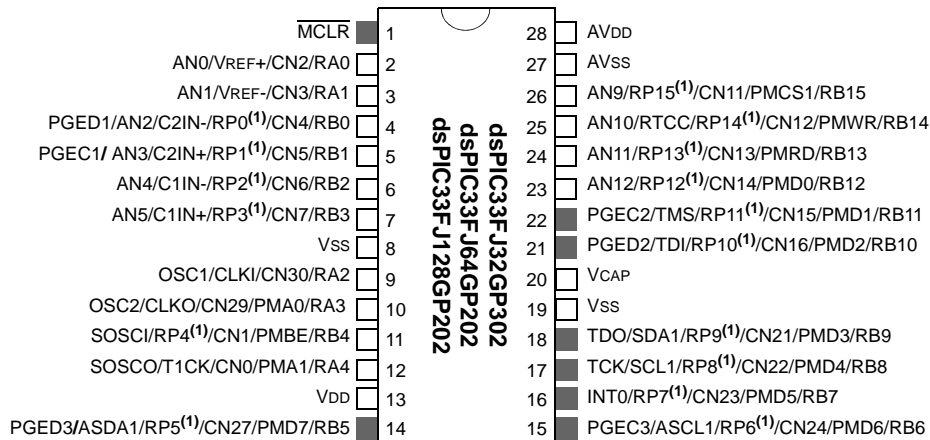 MCLR 1
AN0/VREF+/CN2/RA0 2
AN1/VREF-/CN3/RA1 3
PGED1/AN2/C2IN-/RP0(1)/CN4/RB0 4
PGEC1/ AN3/C2IN+/RP1(1)/CN5/RB1 5
AN4/C1IN-/RP2(1)/CN6/RB2 6
AN5/C1IN+/RP3(1)/CN7/RB3 7
VSS 8
OSC1/CLKI/CN30/RA2 9
OSC2/CLKO/CN29/PMA0/RA3 10
SOSCI/RP4(1)/CN1/PMBE/RB4 11
SOSCO/T1CK/CN0/PMA1/RA4 12
VDD 13
PGED3/ASDA1/RP5(1)/CN27/PMD7/RB5 14
dsPIC33FJ32GP302
dsPIC33FJ64GP202
dsPIC33FJ128GP202
28 AVDD
27 AVSS
26 AN9/RP15(1)/CN11/PMCS1/RB15
25 AN10/RTCC/RP14(1)/CN12/PMWR/RB14
24 AN11/RP13(1)/CN13/PMRD/RB13
23 AN12/RP12(1)/CN14/PMD0/RB12
22 PGEC2/TMS/RP11(1)/CN15/PMD1/RB11
21 PGED2/TDI/RP10(1)/CN16/PMD2/RB10
20 VCAP
19 VSS
18 TDO/SDA1/RP9(1)/CN21/PMD3/RB9
17 TCK/SCL1/RP8(1)/CN22/PMD4/RB8
16 INT0/RP7(1)/CN23/PMD5/RB7
15 PGEC3/ASCL1/RP6(1)/CN24/PMD6/RB6